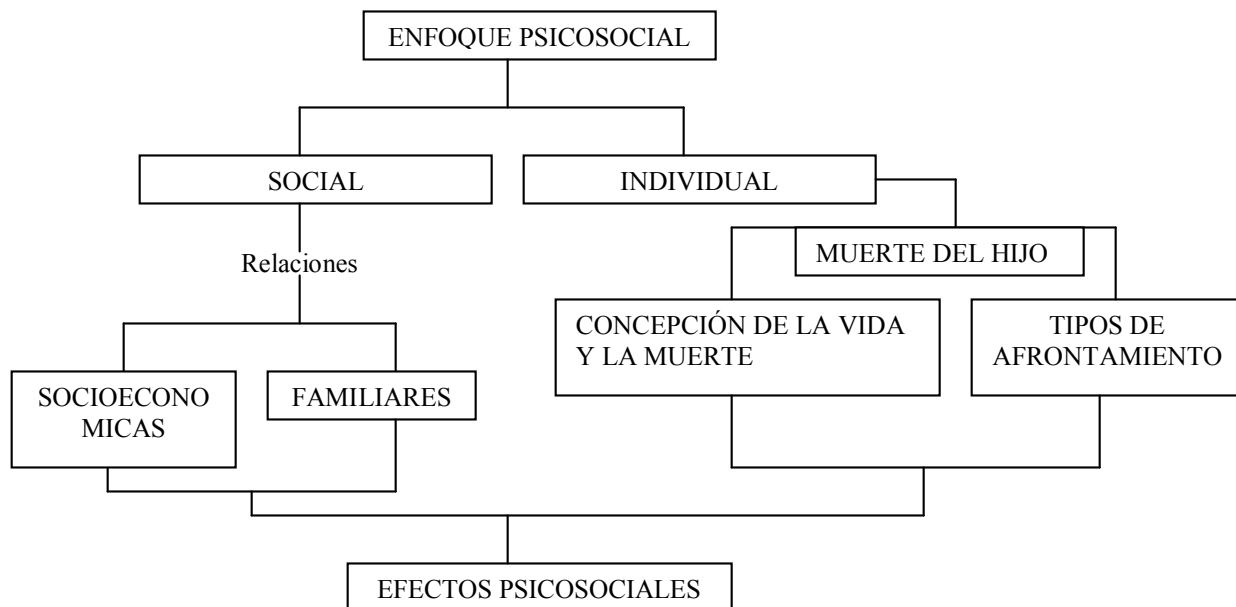 ENFOQUE PSICOSOCIAL
SOCIAL
INDIVIDUAL
Relaciones
MUERTE DEL HIJO
CONCEPCIÓN DE LA VIDA
Y LA MUERTE
TIPOS DE
AFRONTAMIENTO
SOCIOECONO
MICAS
FAMILIARES
EFECTOS PSICOSOCIALES